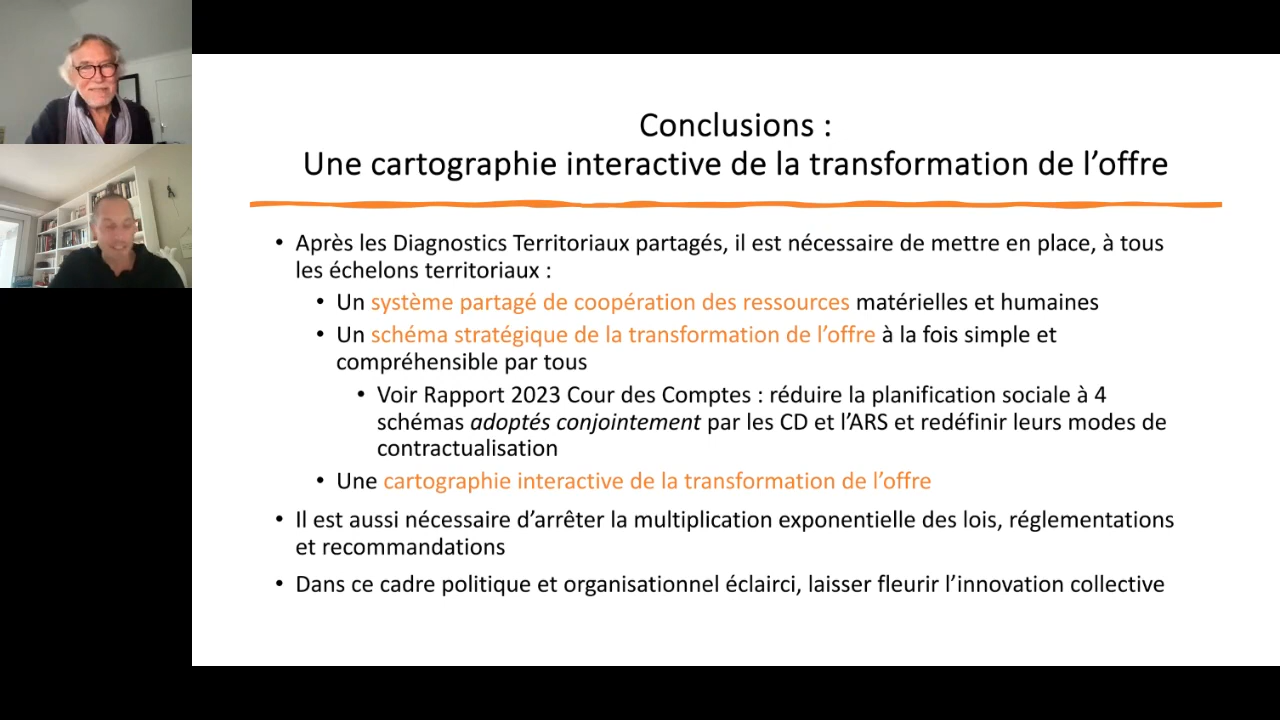 Conclusions :
Une cartographie interactive de la transformation de l’offre
• Après les Diagnostics Territoriaux partagés, il est nécessaire de mettre en place, à tous
les échelons territoriaux :
• Un système partagé de coopération des ressources matérielles et humaines
• Un schéma stratégique de la transformation de l’offre à la fois simple et
compréhensible par tous
• Voir Rapport 2023 Cour des Comptes : réduire la planification sociale à 4
schémas adoptés conjointement par les CD et l’ARS et redéfinir leurs modes de
contractualisation
• Une cartographie interactive de la transformation de l’offre
• Il est aussi nécessaire d’arrêter la multiplication exponentielle des lois, réglementations
et recommandations
• Dans ce cadre politique et organisationnel éclairci, laisser fleurir l’innovation collective